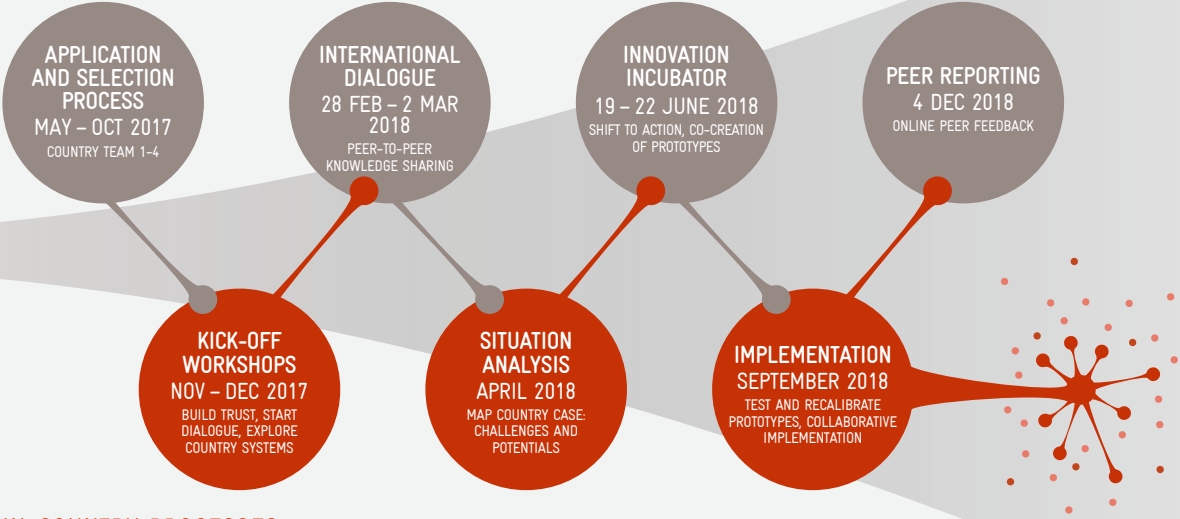 APPLICATION
AND SELECTION
PROCESS
MAY – OCT 2017
COUNTRY TEAM 1-4
INTERNATIONAL
DIALOGUE
28 FEB – 2 MAR
2018
PEER-TO-PEER
KNOWLEDGE SHARING
INNOVATION
INCUBATOR
19 – 22 JUNE 2018
SHIFT TO ACTION, CO-CREATION
OF PROTOTYPES
PEER REPORTING
4 DEC 2018
ONLINE PEER FEEDBACK
KICK-OFF
WORKSHOPS
NOV – DEC 2017
BUILD TRUST, START
DIALOGUE, EXPLORE
COUNTRY SYSTEMS
SITUATION
ANALYSIS
APRIL 2018
MAP COUNTRY CASE:
CHALLENGES AND
POTENTIALS
IMPLEMENTATION
SEPTEMBER 2018
TEST AND RECALIBRATE
PROTOTYPES, COLLABORATIVE
IMPLEMENTATION